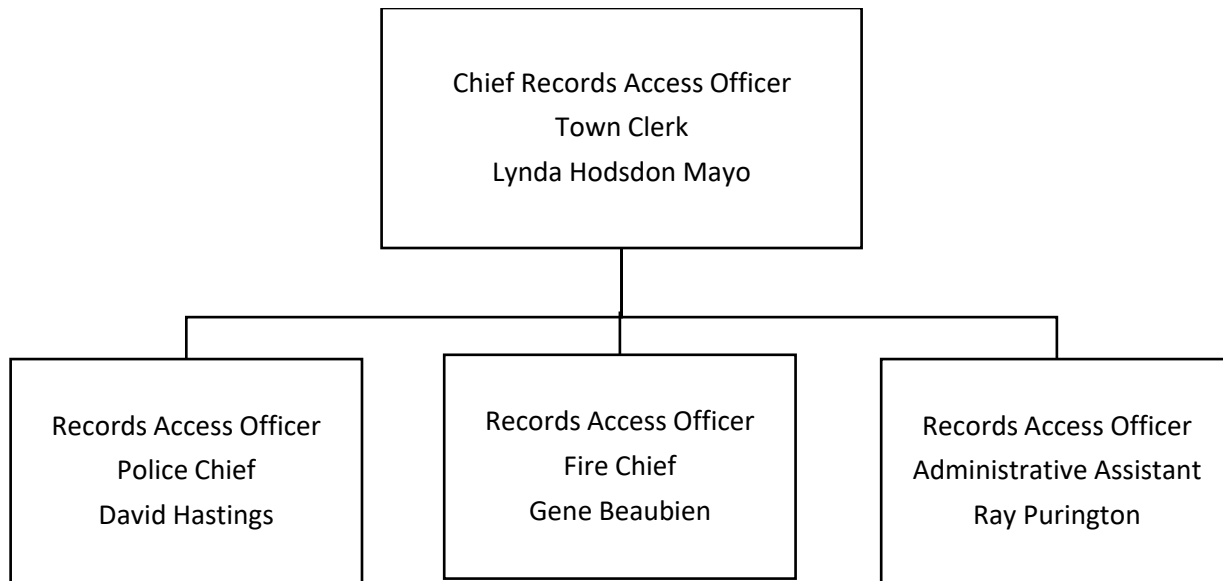 Chief Records Access Officer
Town Clerk
Lynda Hodsdon Mayo
Records Access Officer
Police Chief
David Hastings
Records Access Officer
Fire Chief
Gene Beaubien
Records Access Officer
Administrative Assistant
Ray Purington